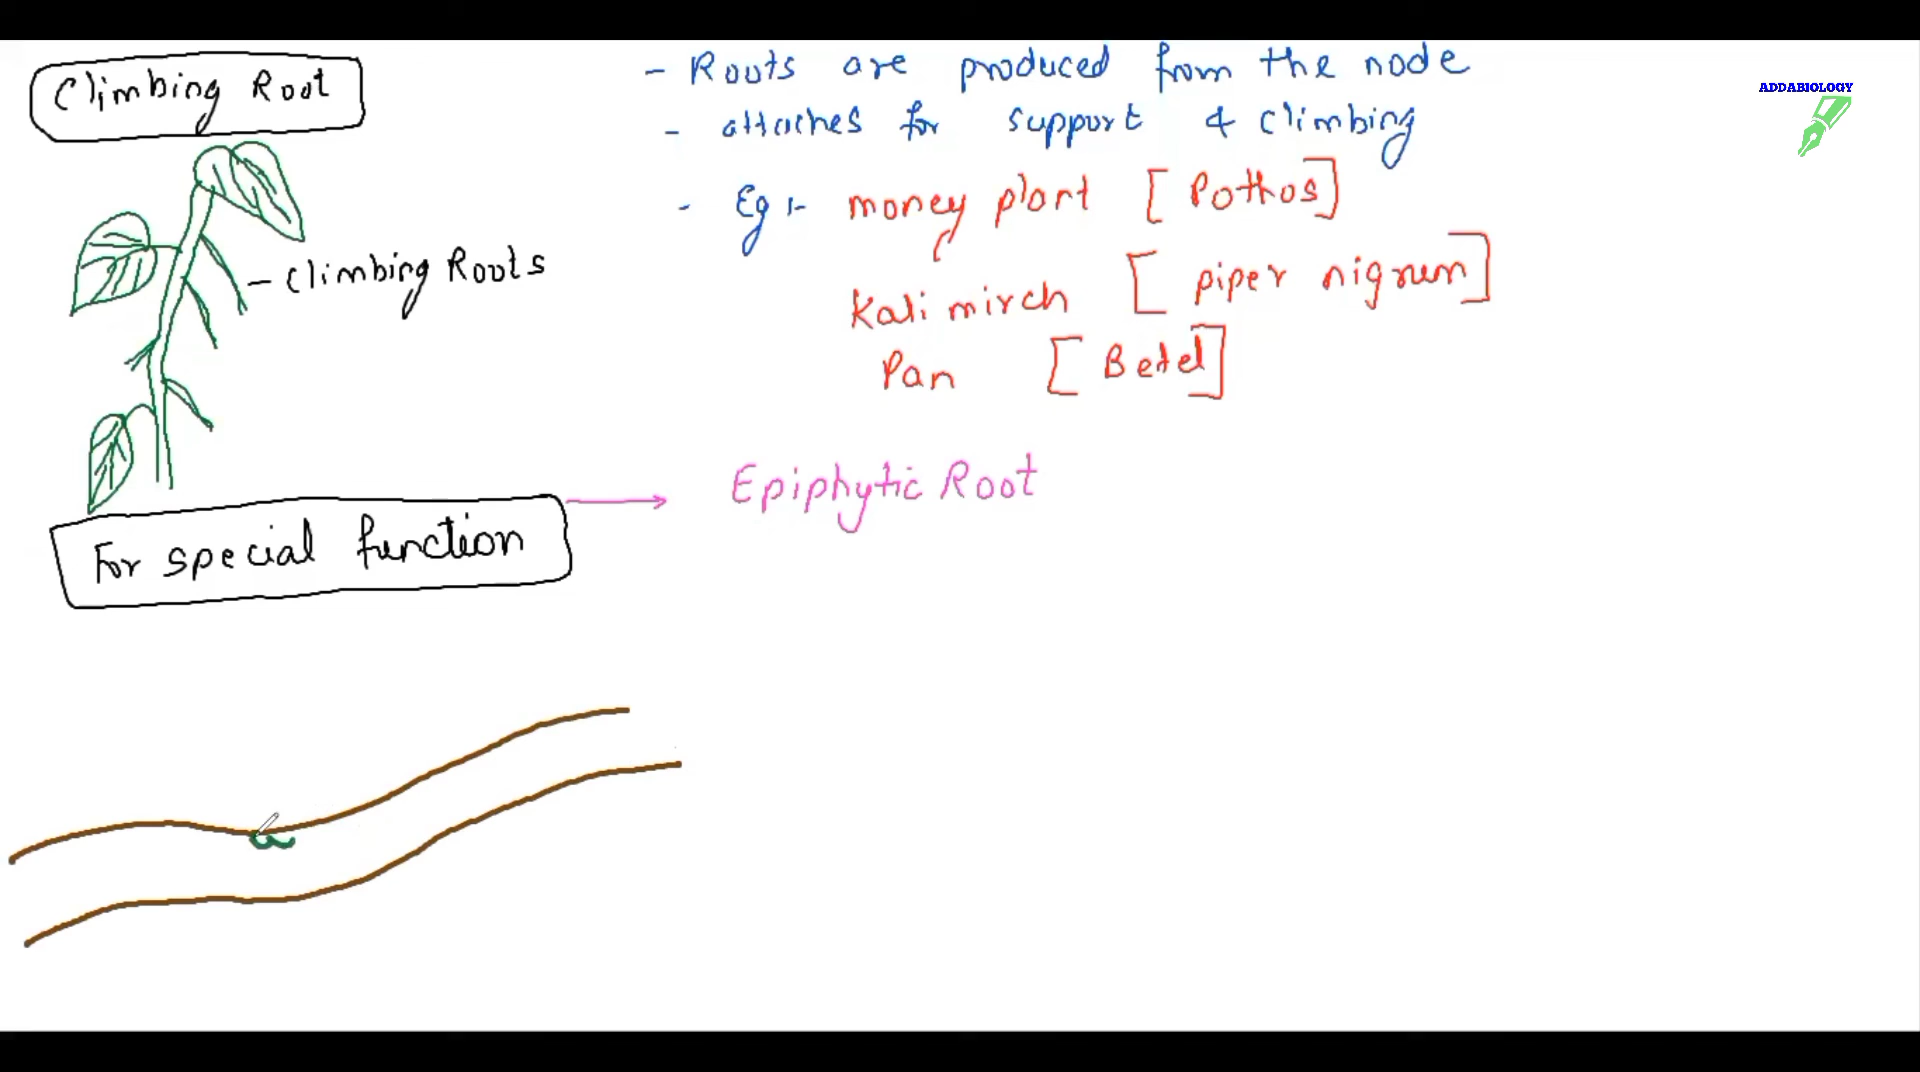 Climbing Root
- Roots are produced from the node
- attaches for support & climbing
- Eg :- money plant [Pothos]
Kali mirch [piper nigrum]
Pan [Betel]
- Climbing Roots
For special function
Epiphytic Root
ADDABIOLOGY